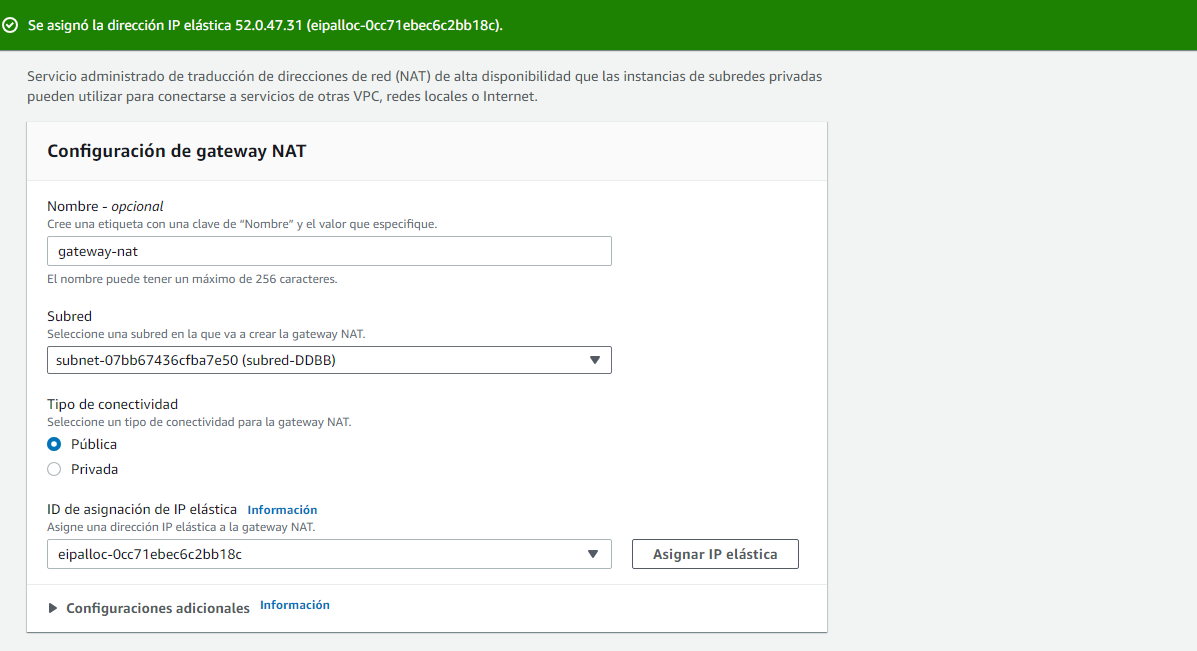 Se asignó la dirección IP elástica 52.0.47.31 (eipalloc-0cc71ebec6c2bb18c).
Servicio administrado de traducción de direcciones de red (NAT) de alta disponibilidad que las instancias de subredes privadas
pueden utilizar para conectarse a servicios de otras VPC, redes locales o Internet.
Configuración de gateway NAT
Nombre - opcional
Cree una etiqueta con una clave de “Nombre” y el valor que especifique.
gateway-nat
El nombre puede tener un máximo de 256 caracteres.
Subred
Seleccione una subred en la que va a crear la gateway NAT.
subnet-07bb67436cfba7e50 (subred-DDBB)
Tipo de conectividad
Seleccione un tipo de conectividad para la gateway NAT.
Pública
Privada
ID de asignación de IP elástica Información
Asigne una dirección IP elástica a la gateway NAT.
eipalloc-0cc71ebec6c2bb18c Asignar IP elástica
Configuraciones adicionales Información